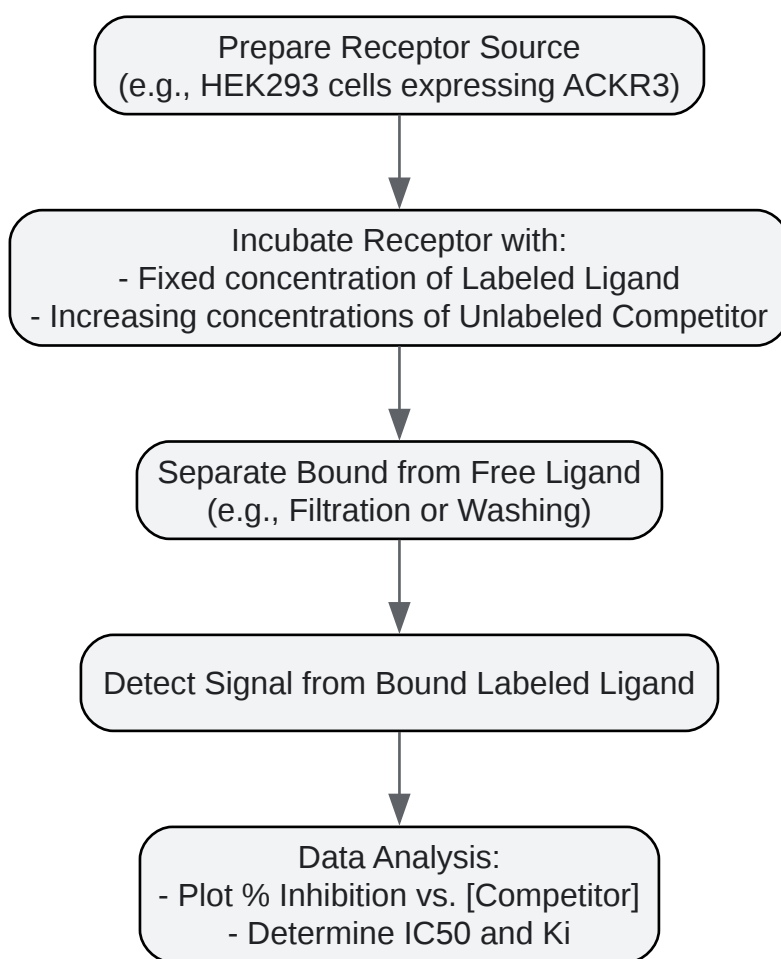 Prepare Receptor Source
(e.g., HEK293 cells expressing ACKR3)
Incubate Receptor with:
- Fixed concentration of Labeled Ligand
- Increasing concentrations of Unlabeled Competitor
Separate Bound from Free Ligand
(e.g., Filtration or Washing)
Detect Signal from Bound Labeled Ligand
Data Analysis:
- Plot % Inhibition vs. [Competitor]
- Determine IC50 and Ki